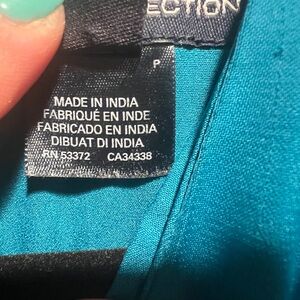 ECTION
P
MADE IN INDIA
FABRIQUÉ EN INDE
FABRICADO EN INDIA
DIBUAT DI INDIA
RN 53372 CA34338